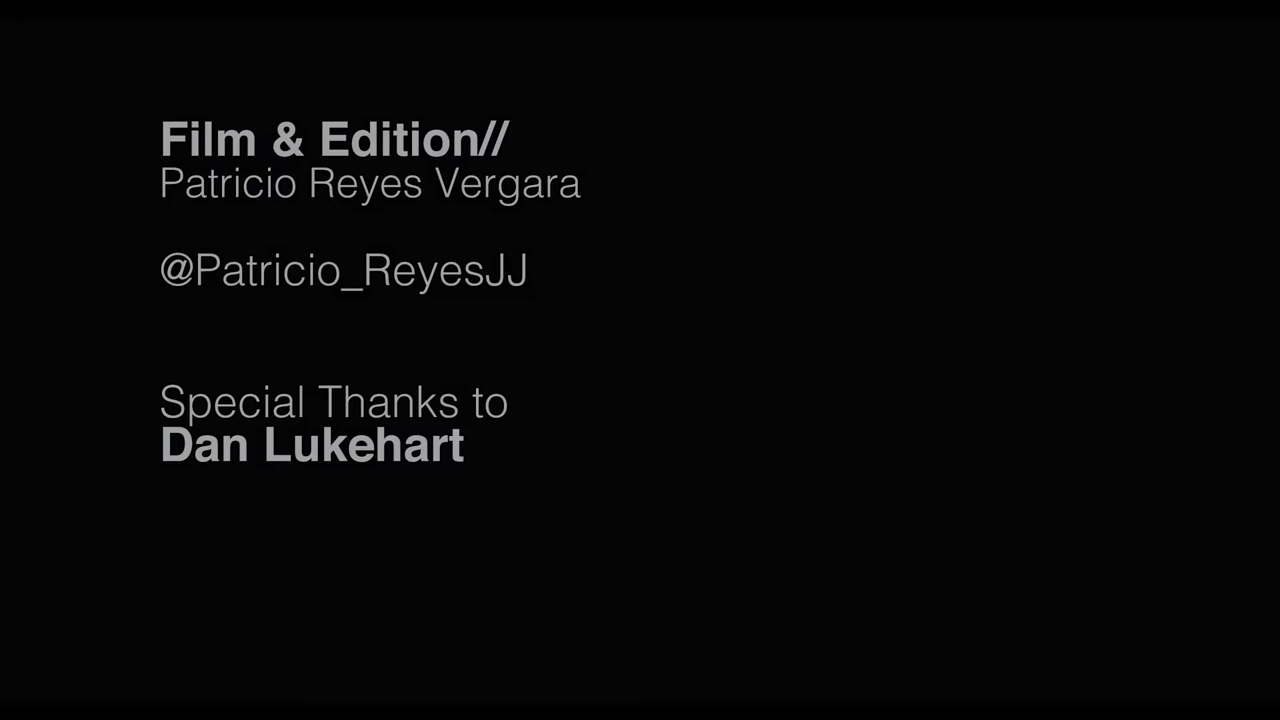 Film & Edition//
Patricio Reyes Vergara
@Patricio_ReyesJJ
Special Thanks to
Dan Lukehart